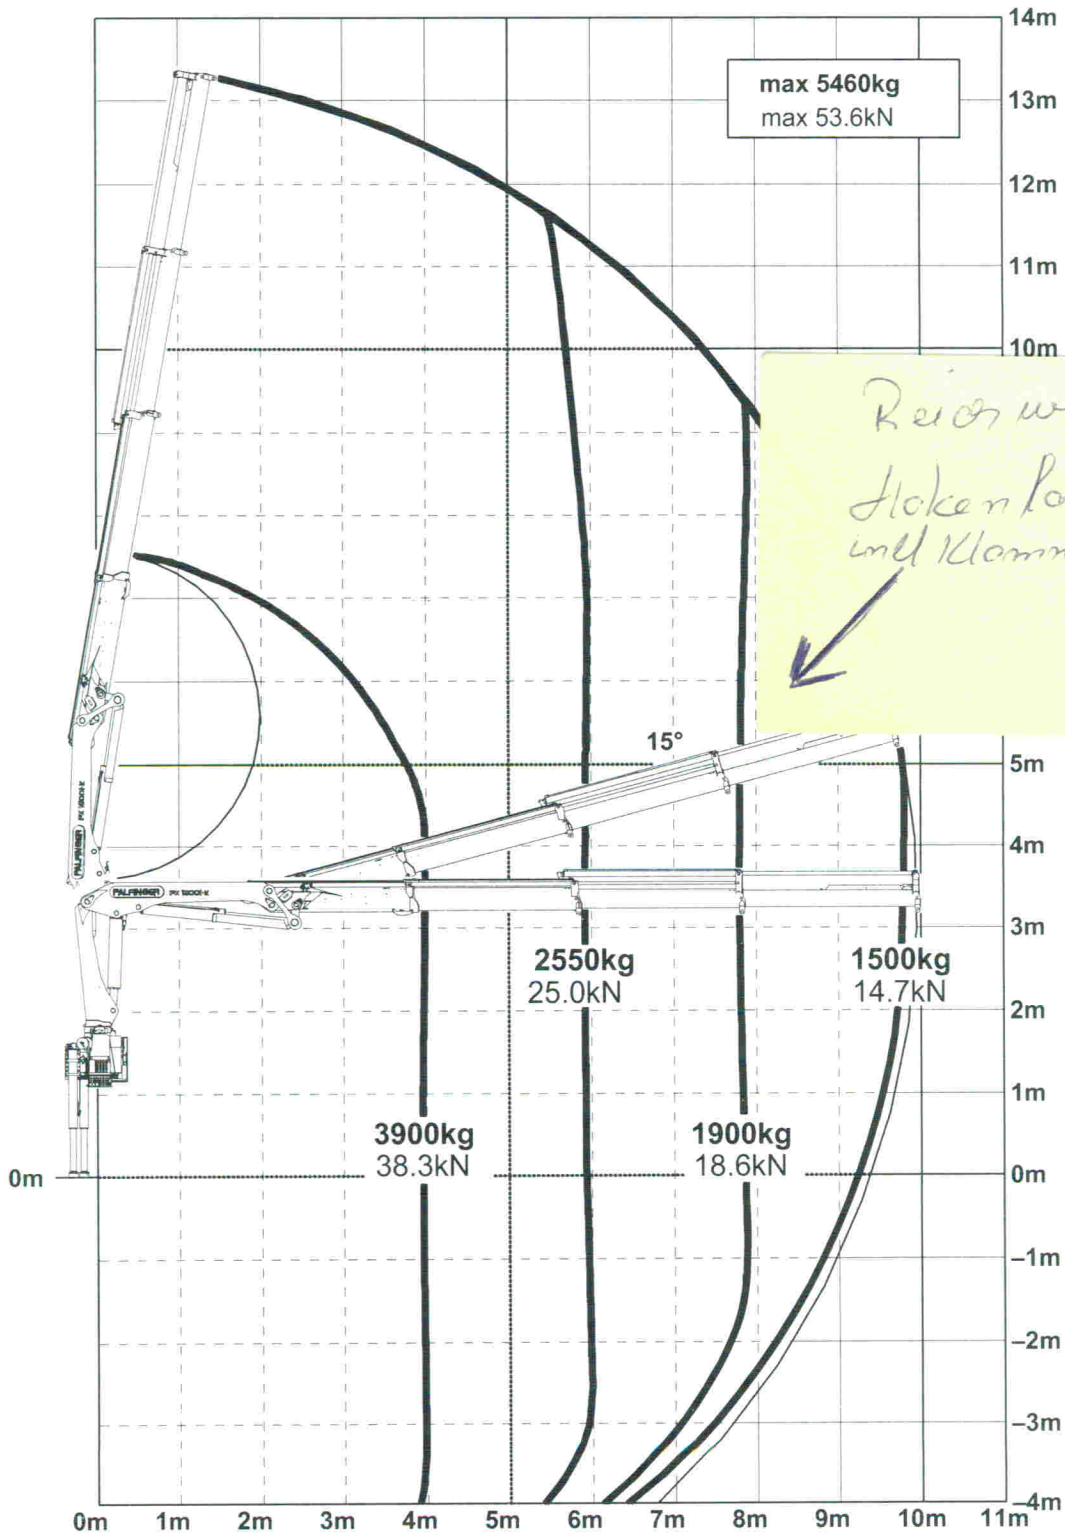 14m
max 5460kg
max 53.6kN
13m
12m
11m
10m
15°
5m
4m
PALFINGER
PALFINGER
3m
2550kg
25.0kN
1500kg
14.7kN
2m
1m
3900kg
38.3kN
1900kg
18.6kN
0m
0m
–1m
–2m
–3m
–4m
0m 1m 2m 3m 4m 5m 6m 7m 8m 9m 10m 11m